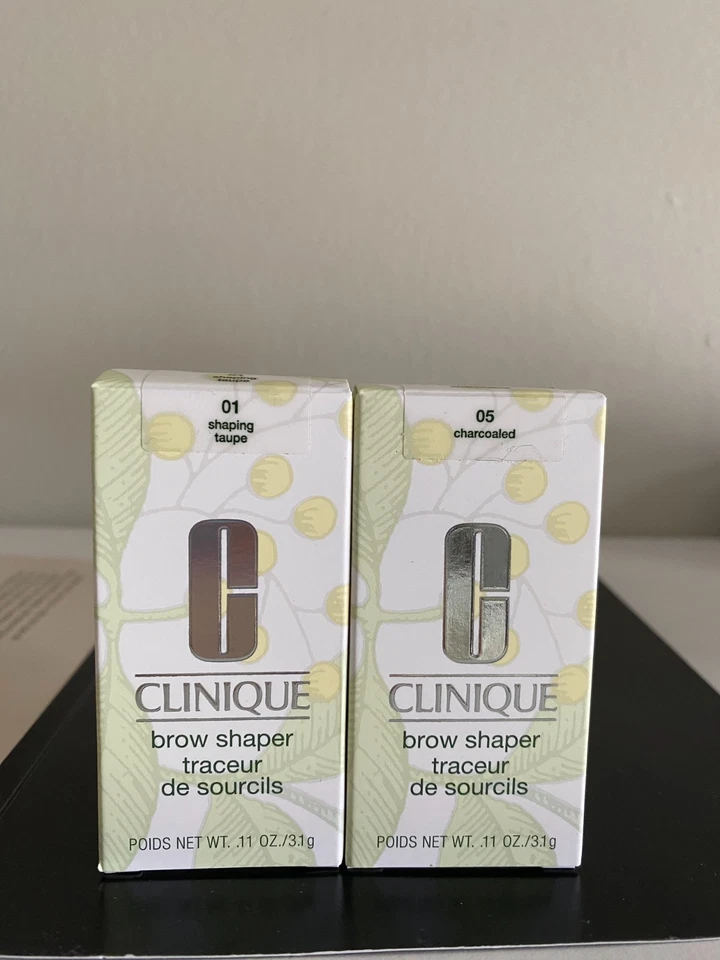 01
shaping
taupe
C
CLINIQUE
brow shaper
traceur
de sourcils
POIDS NET WT. .11 OZ./3.1g
05
charcoaled
C
CLINIQUE
brow shaper
traceur
de sourcils
POIDS NET WT. .11 OZ./3.1g